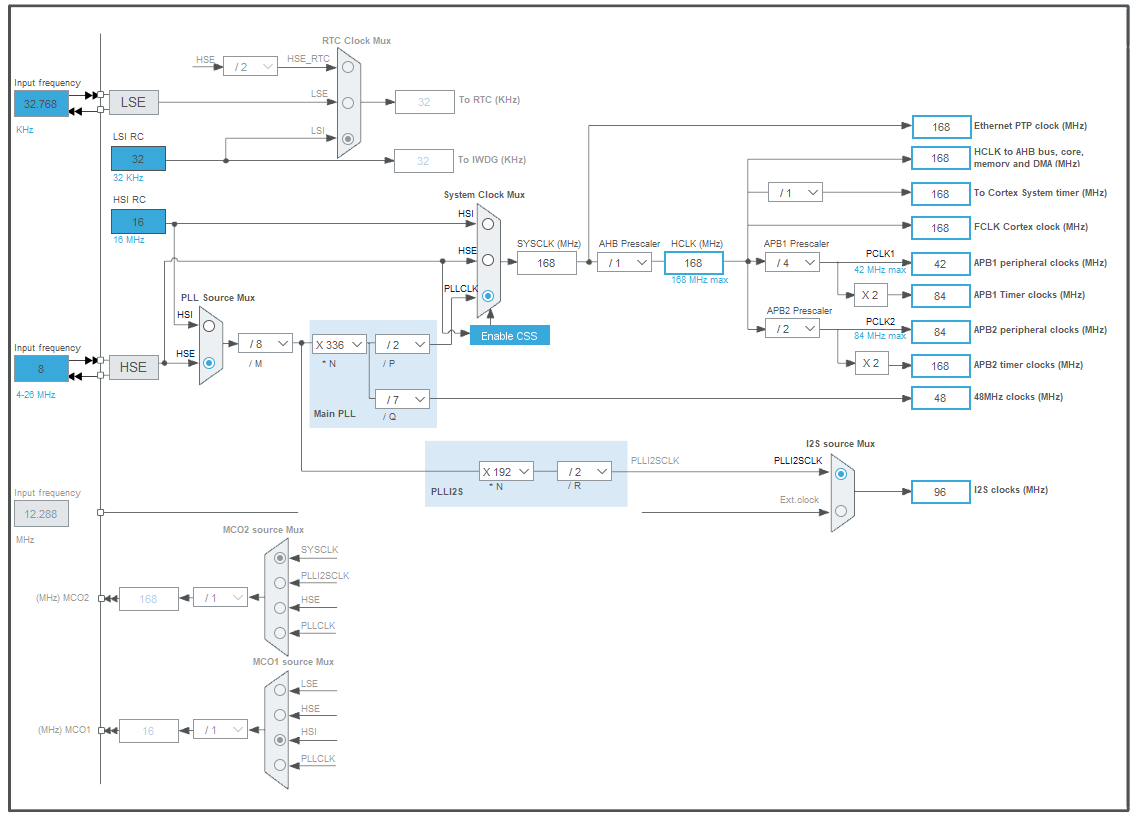 RTC Clock Mux
HSE
/ 2
HSE_RTC
Input frequency
32.768
KHz
LSE
LSE
32
To RTC (KHz)
LSI RC
32
32 KHz
LSI
32
To IWDG (KHz)
HSI RC
16
16 MHz
System Clock Mux
HSI
HSE
PLLCLK
SYSCLK (MHz)
168
AHB Prescaler
/ 1
HCLK (MHz)
168
168 MHz max
Enable CSS
168
Ethernet PTP clock (MHz)
168
HCLK to AHB bus, core,
memory and DMA (MHz)
/ 1
168
To Cortex System timer (MHz)
168
FCLK Cortex clock (MHz)
APB1 Prescaler
/ 4
PCLK1
42 MHz max
42
APB1 peripheral clocks (MHz)
X 2
84
APB1 Timer clocks (MHz)
APB2 Prescaler
/ 2
PCLK2
84 MHz max
84
APB2 peripheral clocks (MHz)
X 2
168
APB2 timer clocks (MHz)
48
48MHz clocks (MHz)
PLL Source Mux
HSI
HSE
Input frequency
8
4-26 MHz
HSE
/ 8
/ M
X 336
* N
/ 2
/ P
/ 7
/ Q
Main PLL
X 192
* N
/ 2
/ R
PLLI2S
PLLI2SCLK
I2S source Mux
PLLI2SCLK
Ext.clock
96
I2S clocks (MHz)
Input frequency
12.288
MHz
MCO2 source Mux
SYSCLK
PLLI2SCLK
HSE
PLLCLK
(MHz) MCO2
168
/ 1
MCO1 source Mux
LSE
HSE
HSI
PLLCLK
(MHz) MCO1
16
/ 1